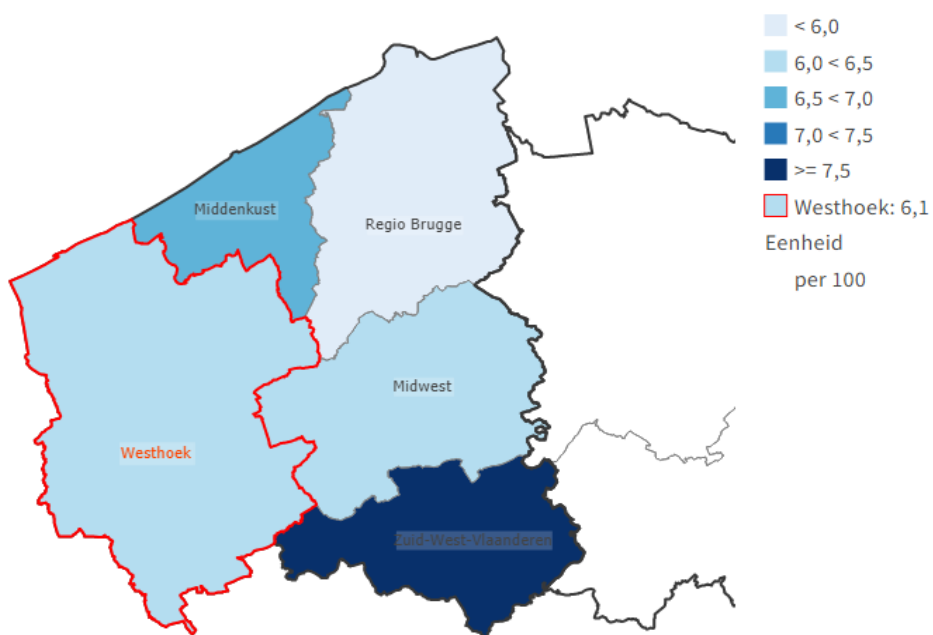 < 6,0
6,0 < 6,5
6,5 < 7,0
7,0 < 7,5
>= 7,5
Westhoek: 6,1
Eenheid
per 100
Middenkust
Regio Brugge
Midwest
Westhoek
Zuid-West-Vlaanderen